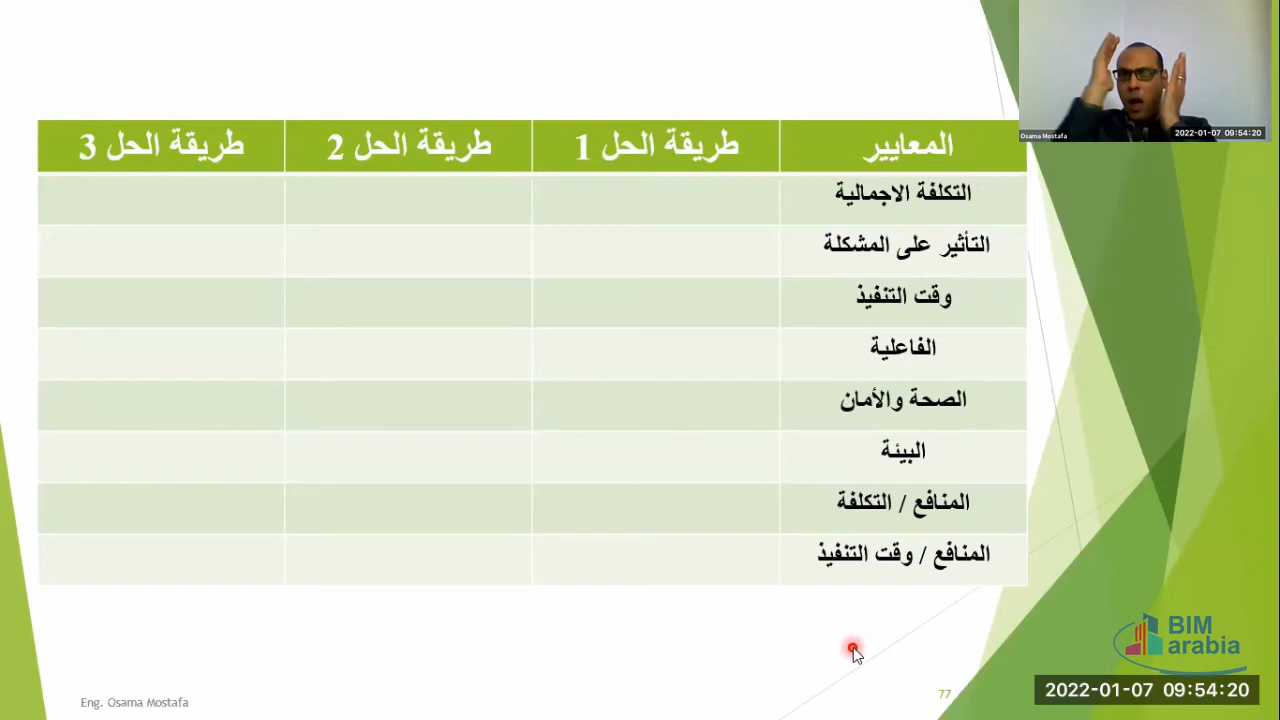 المعايير	طريقة الحل 1	طريقة الحل 2	طريقة الحل 3
التكلفة الاجمالية
التأثير على المشكلة
وقت التنفيذ
الفاعلية
الصحة والأمان
البيئة
المنافع / التكلفة
المنافع / وقت التنفيذ
Osama Mostafa
2022-01-07 09:54:20
BIM
arabia
Eng. Osama Mostafa
77
2022-01-07 09:54:20